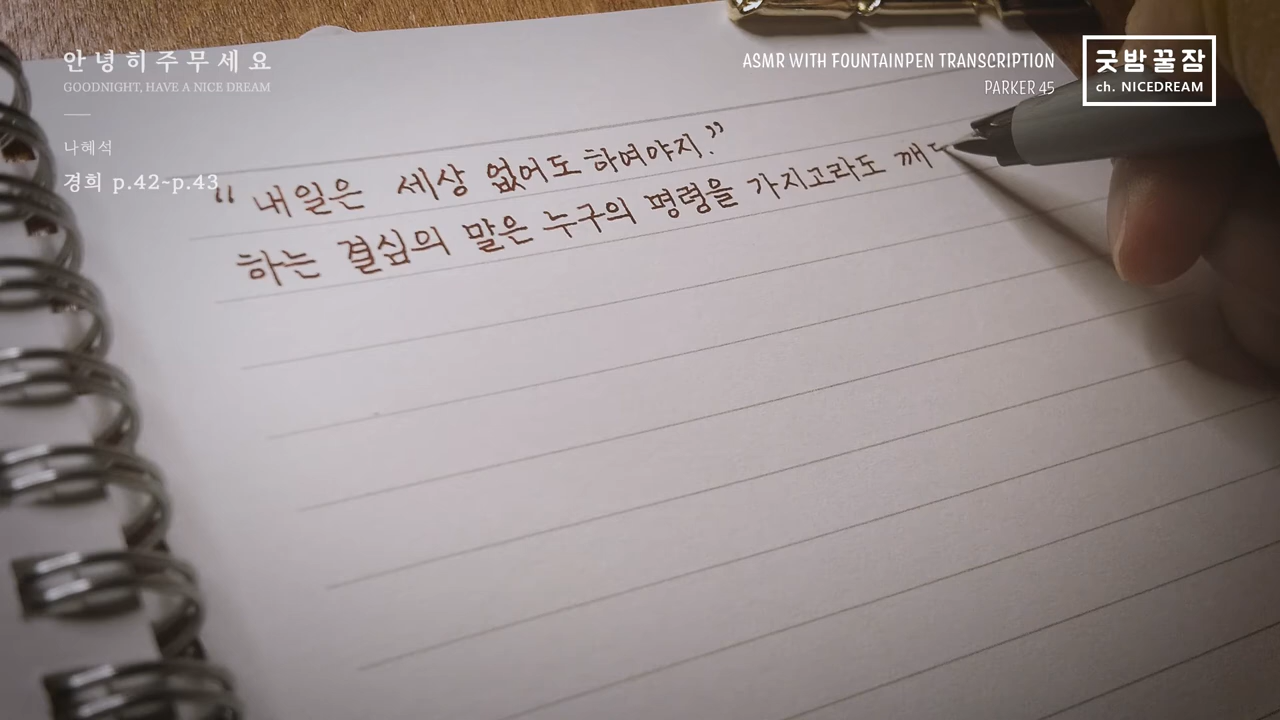 안녕히주무세요
GOODNIGHT, HAVE A NICE DREAM
나혜석
경희 p.42~p.43
ASMR WITH FOUNTAINPEN TRANSCRIPTION
PARKER 45
굿밤꿀잠
ch. NICEDREAM
“내일은 세상 없어도 하여야지.”
하는 결심의 말은 누구의 명령을 가지고라도 깨